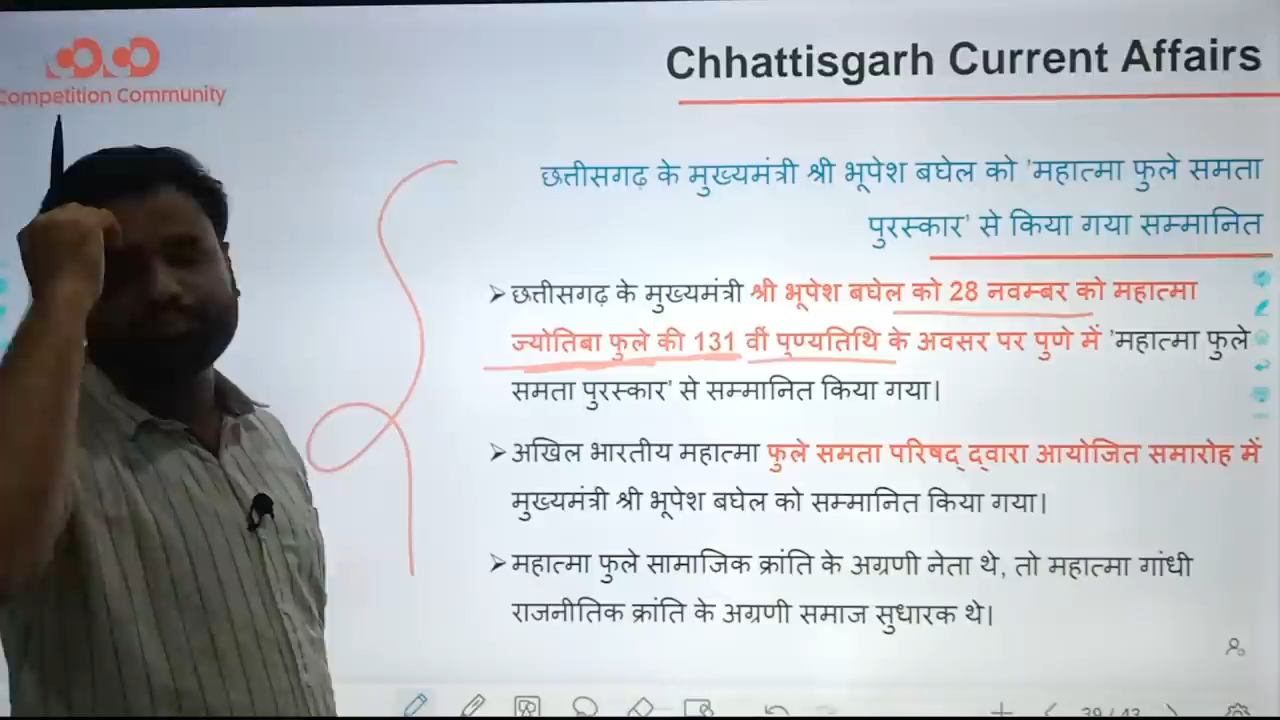 Competition Community
Chhattisgarh Current Affairs
छत्तीसगढ़ के मुख्यमंत्री श्री भूपेश बघेल को 'महात्मा फुले समता
पुरस्कार' से किया गया सम्मानित
➢छत्तीसगढ़ के मुख्यमंत्री श्री भूपेश बघेल को 28 नवम्बर को महात्मा
ज्योतिबा फुले की 131 वीं पुण्यतिथि के अवसर पर पुणे में 'महात्मा फुले
समता पुरस्कार' से सम्मानित किया गया।
➢अखिल भारतीय महात्मा फुले समता परिषद् द्वारा आयोजित समारोह में
मुख्यमंत्री श्री भूपेश बघेल को सम्मानित किया गया।
➢महात्मा फुले सामाजिक क्रांति के अग्रणी नेता थे, तो महात्मा गांधी
राजनीतिक क्रांति के अग्रणी समाज सुधारक थे।
39 / 43